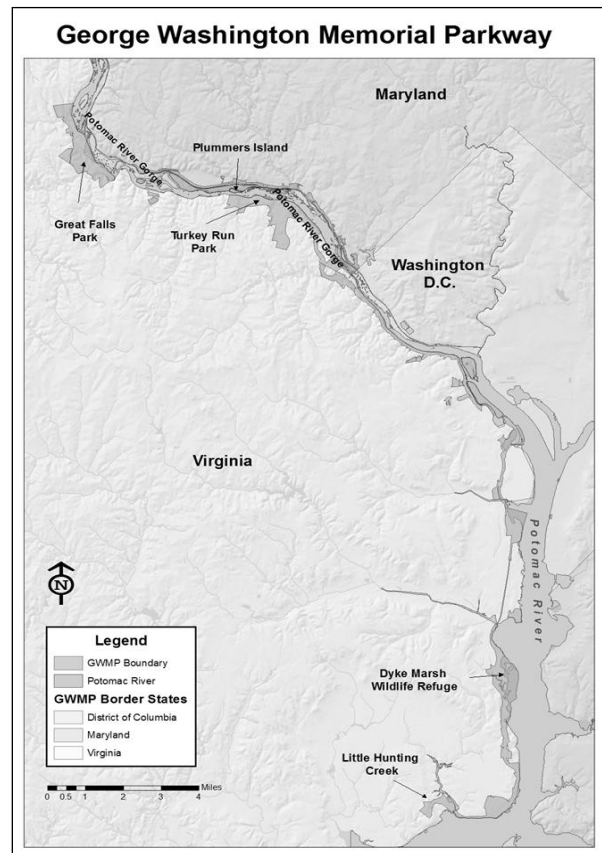 George Washington Memorial Parkway
Maryland
Potomac River Gorge
Plummers Island
Great Falls
Park
Turkey Run
Park
Potomac River Gorge
Washington
D.C.
Virginia
Potomac River
N
Legend
GWMP Boundary
Potomac River
GWMP Border States
District of Columbia
Maryland
Virginia
Dyke Marsh
Wildlife Refuge
Little Hunting
Creek
Miles
0 0.5 1 2 3 4